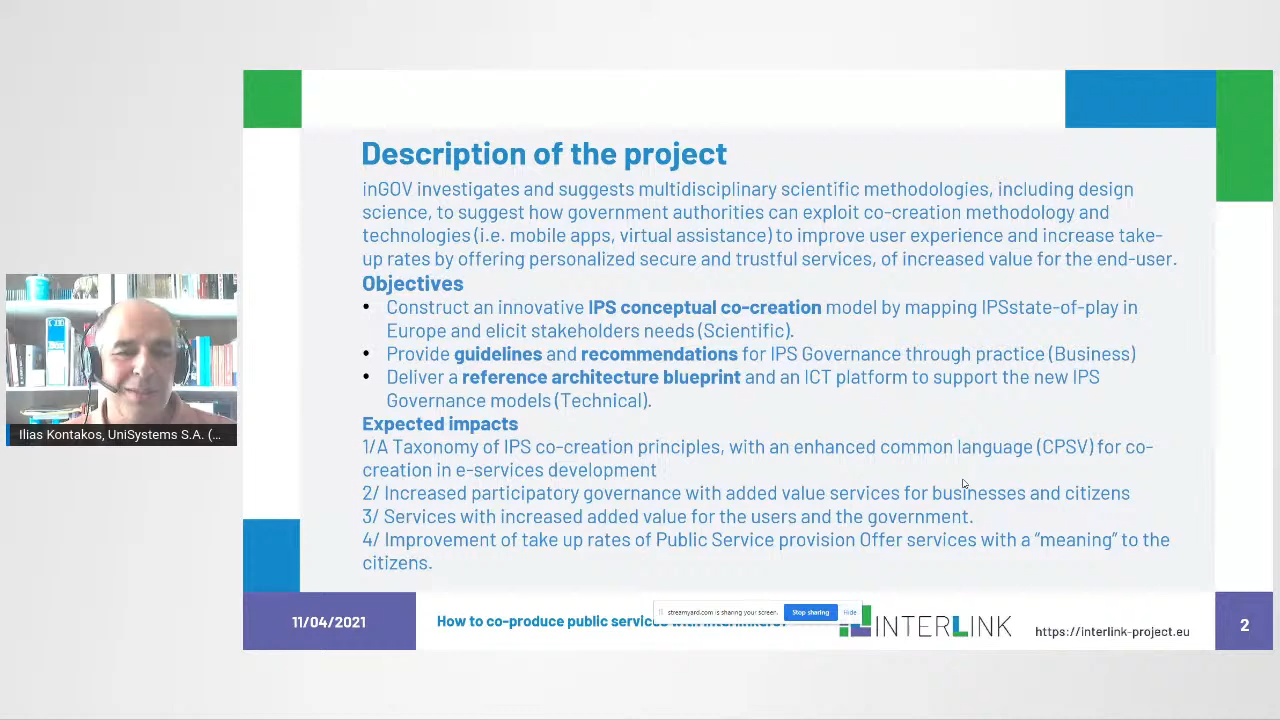 Description of the project
inGOV investigates and suggests multidisciplinary scientific methodologies, including design
science, to suggest how government authorities can exploit co-creation methodology and
technologies (i.e. mobile apps, virtual assistance) to improve user experience and increase take-
up rates by offering personalized secure and trustful services, of increased value for the end-user.
Objectives
• Construct an innovative IPS conceptual co-creation model by mapping IPSstate-of-play in
Europe and elicit stakeholders needs (Scientific).
• Provide guidelines and recommendations for IPS Governance through practice (Business)
• Deliver a reference architecture blueprint and an ICT platform to support the new IPS
Governance models (Technical).
Expected impacts
1/A Taxonomy of IPS co-creation principles, with an enhanced common language (CPSV) for co-
creation in e-services development
2/ Increased participatory governance with added value services for businesses and citizens
3/ Services with increased added value for the users and the government.
4/ Improvement of take up rates of Public Service provision Offer services with a "meaning" to the
citizens.
Ilias Kontakos, UniSystems S.A. (...
11/04/2021
How to co-produce public services
streamyard.com is sharing your screen.
Stop sharing
Hide
INTERLINK
https://interlink-project.eu
2